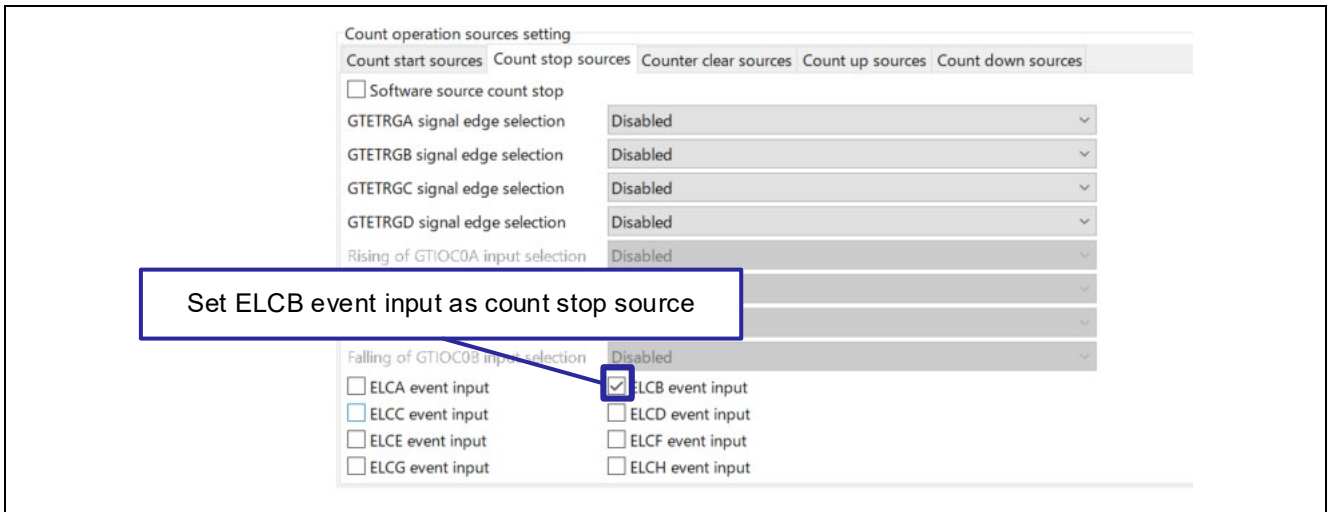 Count operation sources setting
Count start sources Count stop sources Counter clear sources Count up sources Count down sources
Software source count stop
GTETRGA signal edge selection Disabled
GTETRGB signal edge selection Disabled
GTETRGC signal edge selection Disabled
GTETRGD signal edge selection Disabled
Rising of GTIOC0A input selection Disabled
Set ELCB event input as count stop source
Falling of GTIOC0B input selection Disabled
ELCA event input ELCB event input
ELCC event input ELCD event input
ELCE event input ELCF event input
ELCG event input ELCH event input